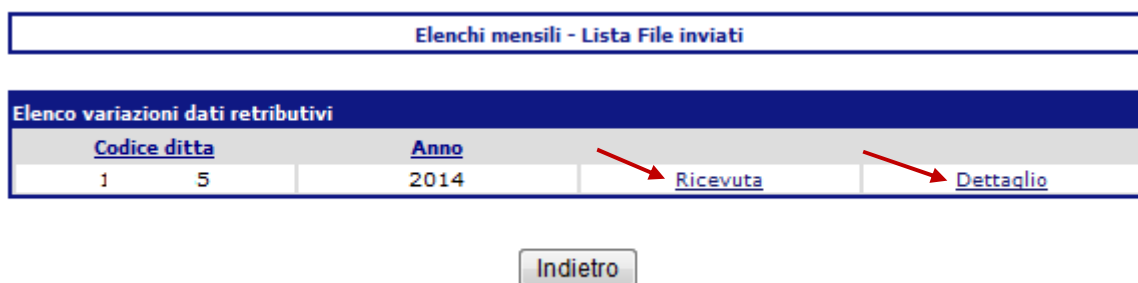 Elenchi mensili - Lista File inviati
Elenco variazioni dati retributivi
Codice ditta Anno
1 5 2014 Ricevuta Dettaglio
Indietro